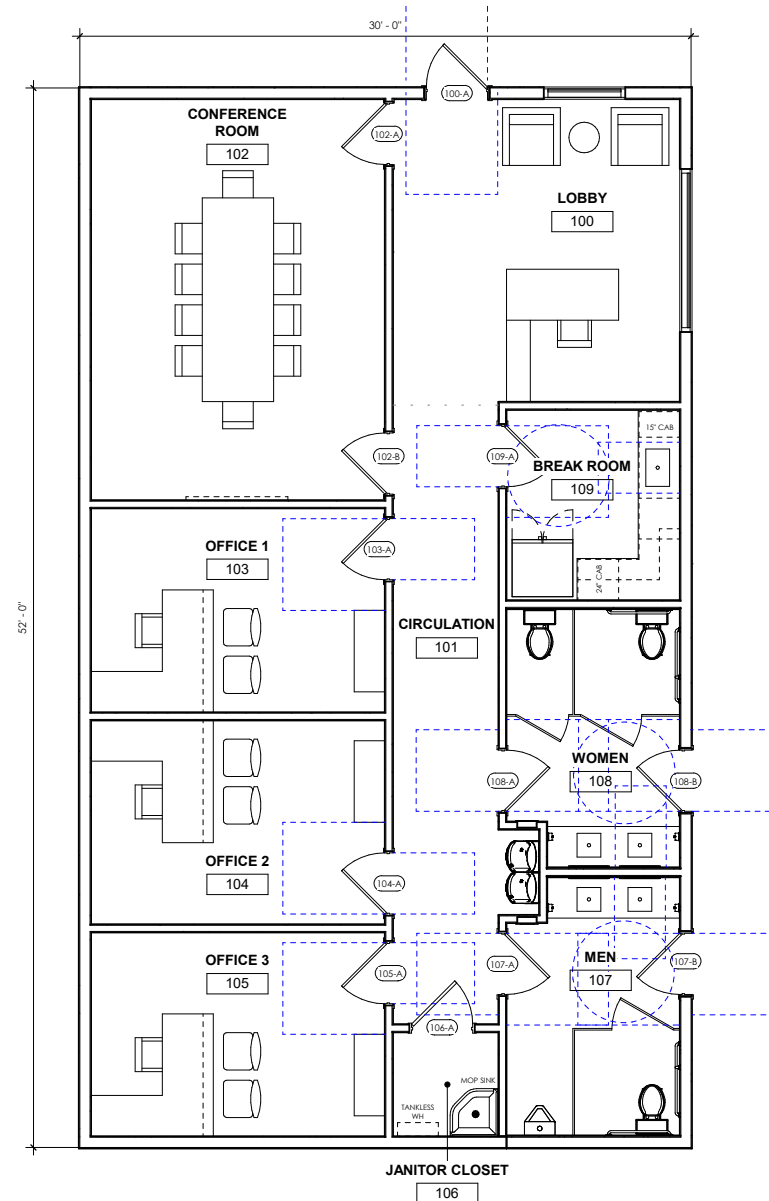 30' - 0"
100-A
CONFERENCE
ROOM
102
102-A
LOBBY
100
15" CAB
102-B
109-A
BREAK ROOM
109
OFFICE 1
103
103-A
24" CAB
52' - 0"
CIRCULATION
101
WOMEN
108
108-A
108-B
OFFICE 2
104
104-A
OFFICE 3
105
105-A
107-A
MEN
107
107-B
106-A
MOP SINK
TANKLESS
WH
JANITOR CLOSET
106